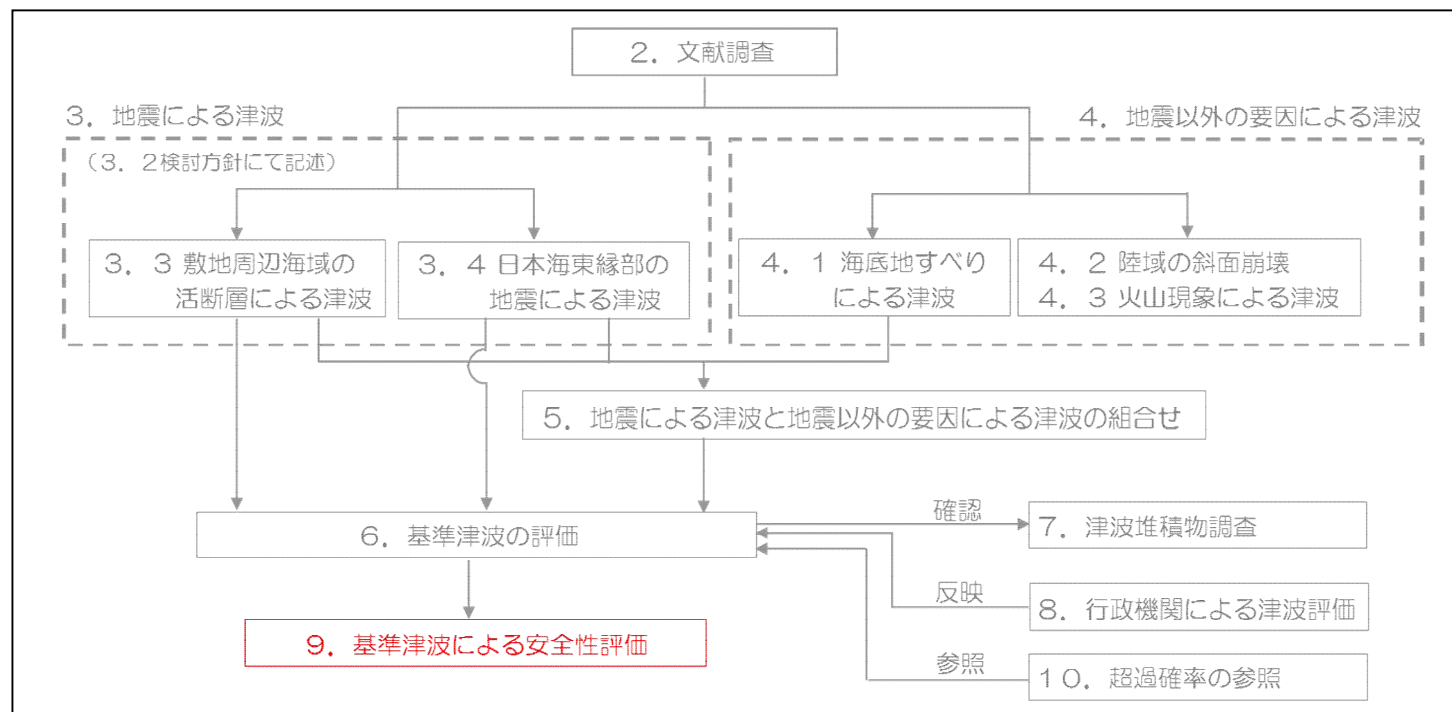 ２．文献調査
３．地震による津波
４．地震以外の要因による津波
（３．２検討方針にて記述）
３．３ 敷地周辺海域の
活断層による津波
３．４ 日本海東縁部の
地震による津波
４．１ 海底地すべり
による津波
４．２ 陸域の斜面崩壊
４．３ 火山現象による津波
５．地震による津波と地震以外の要因による津波の組合せ
６．基準津波の評価
確認
７．津波堆積物調査
反映
８．行政機関による津波評価
９．基準津波による安全性評価
参照
１０．超過確率の参照